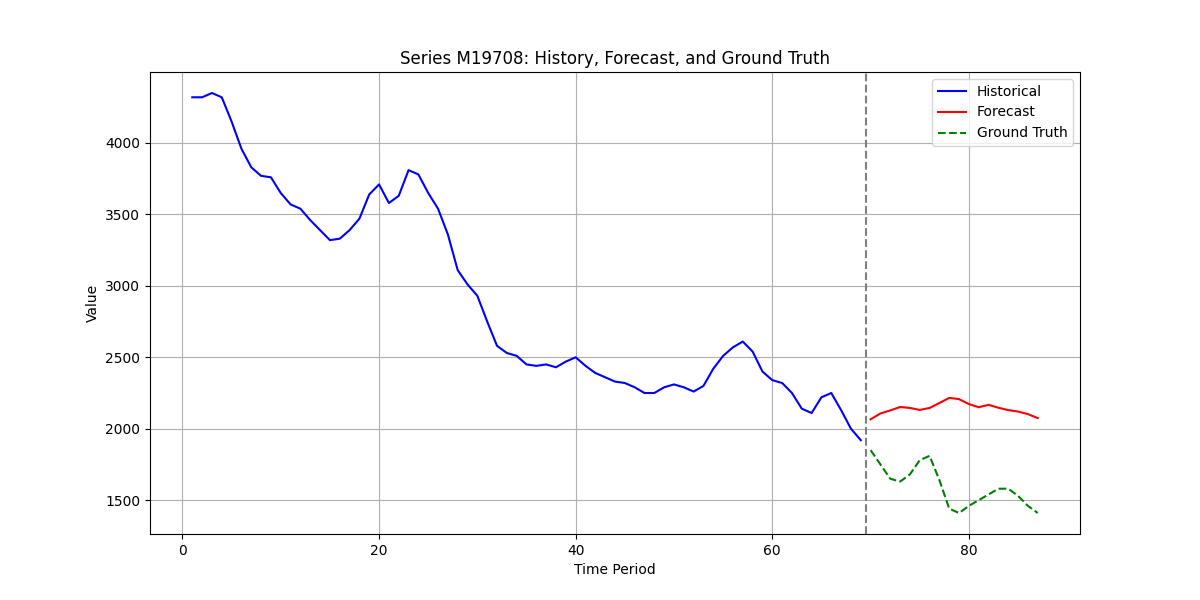 Series M19708: History, Forecast, and Ground Truth
Historical
Forecast
Ground Truth
Value
4000
3500
3000
2500
2000
1500
0
20
40
60
80
Time Period